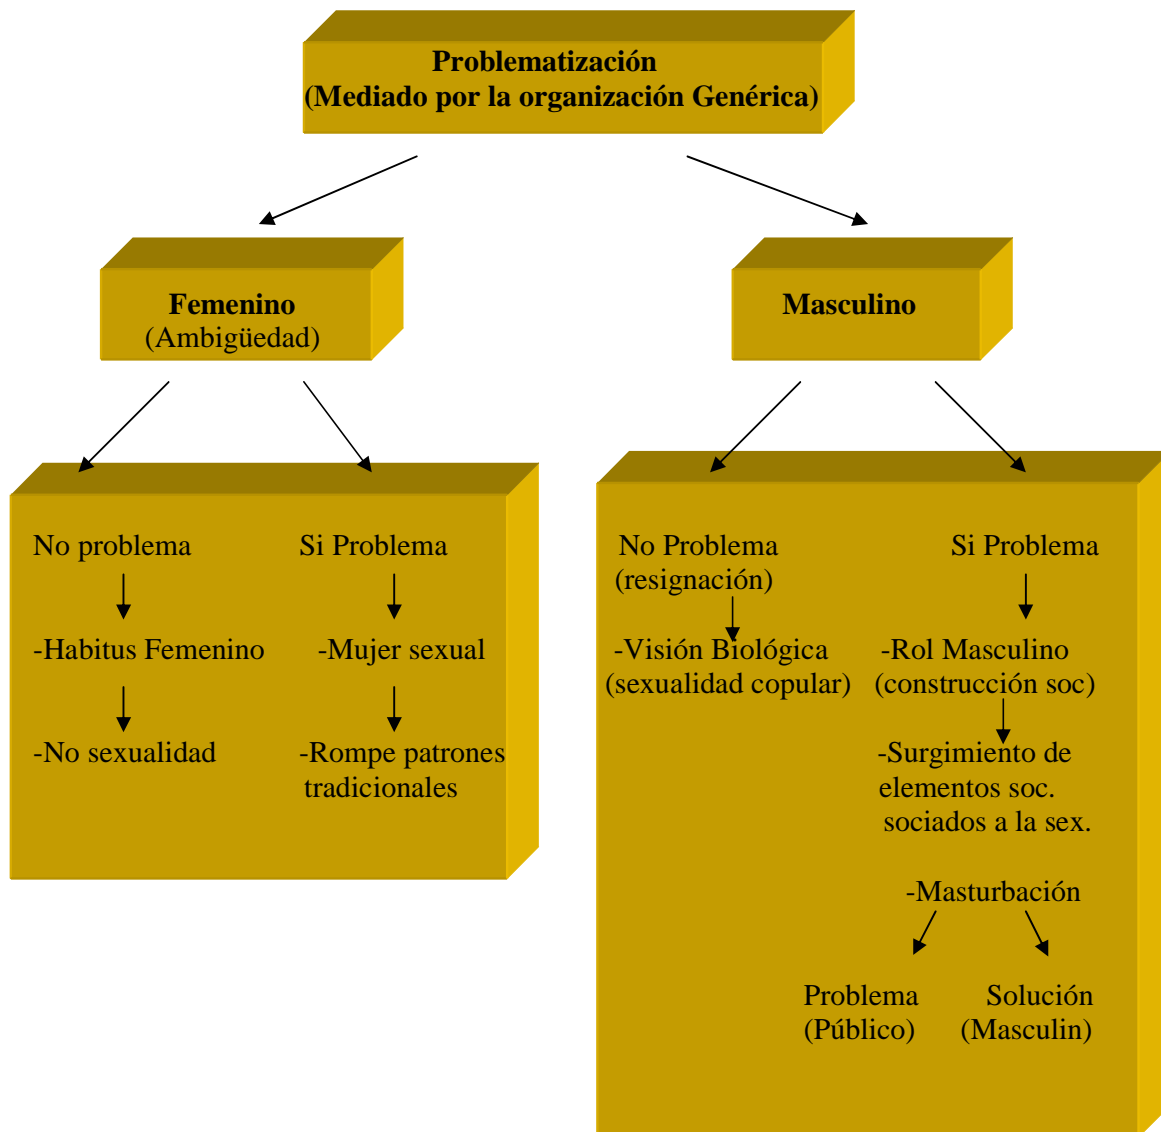 Problematización
(Mediado por la organización Genérica)
Femenino
(Ambigüedad)
Masculino
No problema
Si Problema
-Habitus Femenino
-Mujer sexual
-No sexualidad
-Rompe patrones
tradicionales
No Problema
(resignación)
Si Problema
-Visión Biológica
(sexualidad copular)
-Rol Masculino
(construcción soc)
-Surgimiento de
elementos soc.
sociados a la sex.
-Masturbación
Problema
(Público)
Solución
(Masculin)